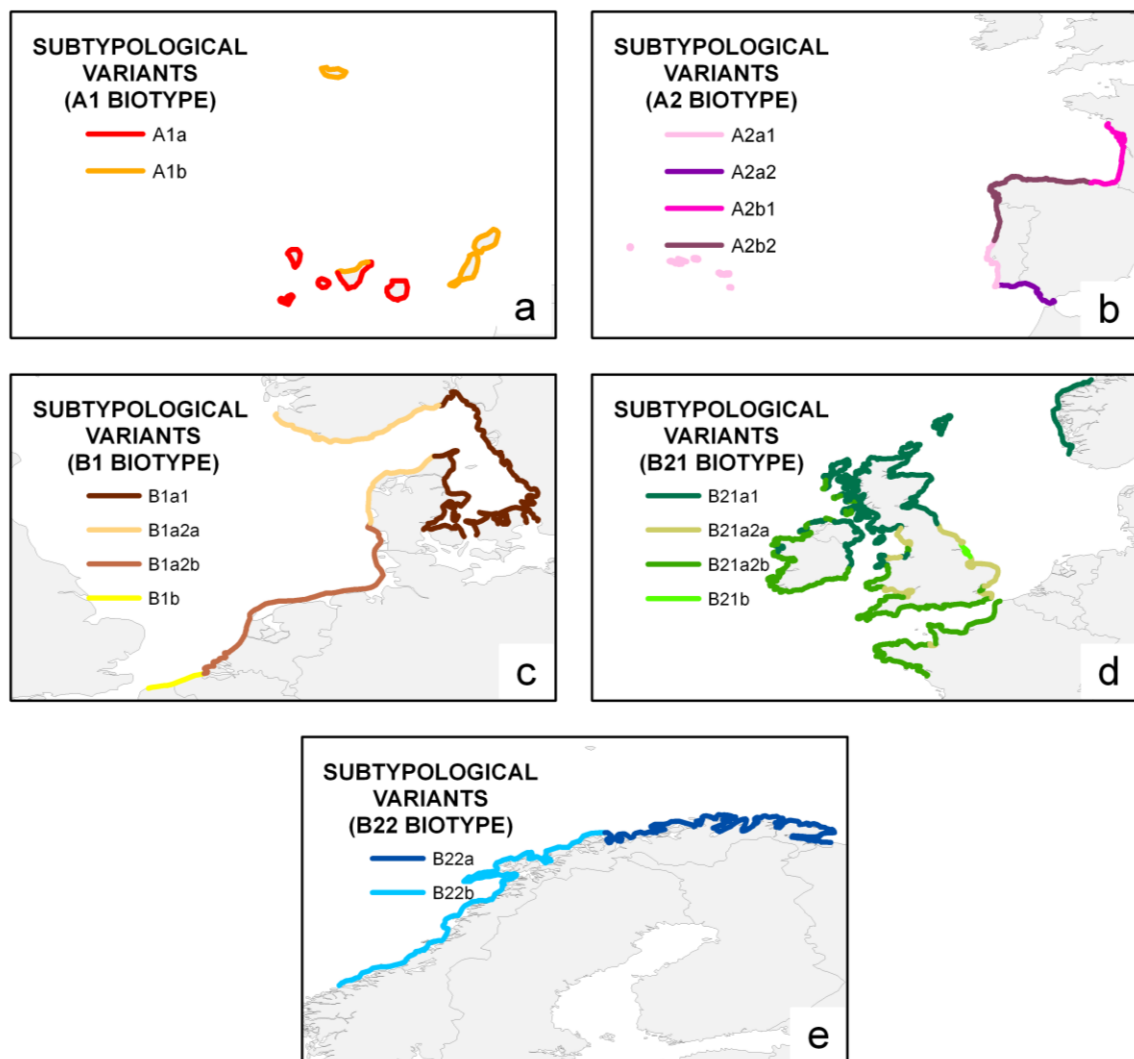 SUBTYPOLOGICAL
VARIANTS
(A1 BIOTYPE)
A1a
A1b
a
SUBTYPOLOGICAL
VARIANTS
(A2 BIOTYPE)
A2a1
A2a2
A2b1
A2b2
b
SUBTYPOLOGICAL
VARIANTS
(B1 BIOTYPE)
B1a1
B1a2a
B1a2b
B1b
c
SUBTYPOLOGICAL
VARIANTS
(B21 BIOTYPE)
B21a1
B21a2a
B21a2b
B21b
d
SUBTYPOLOGICAL
VARIANTS
(B22 BIOTYPE)
B22a
B22b
e